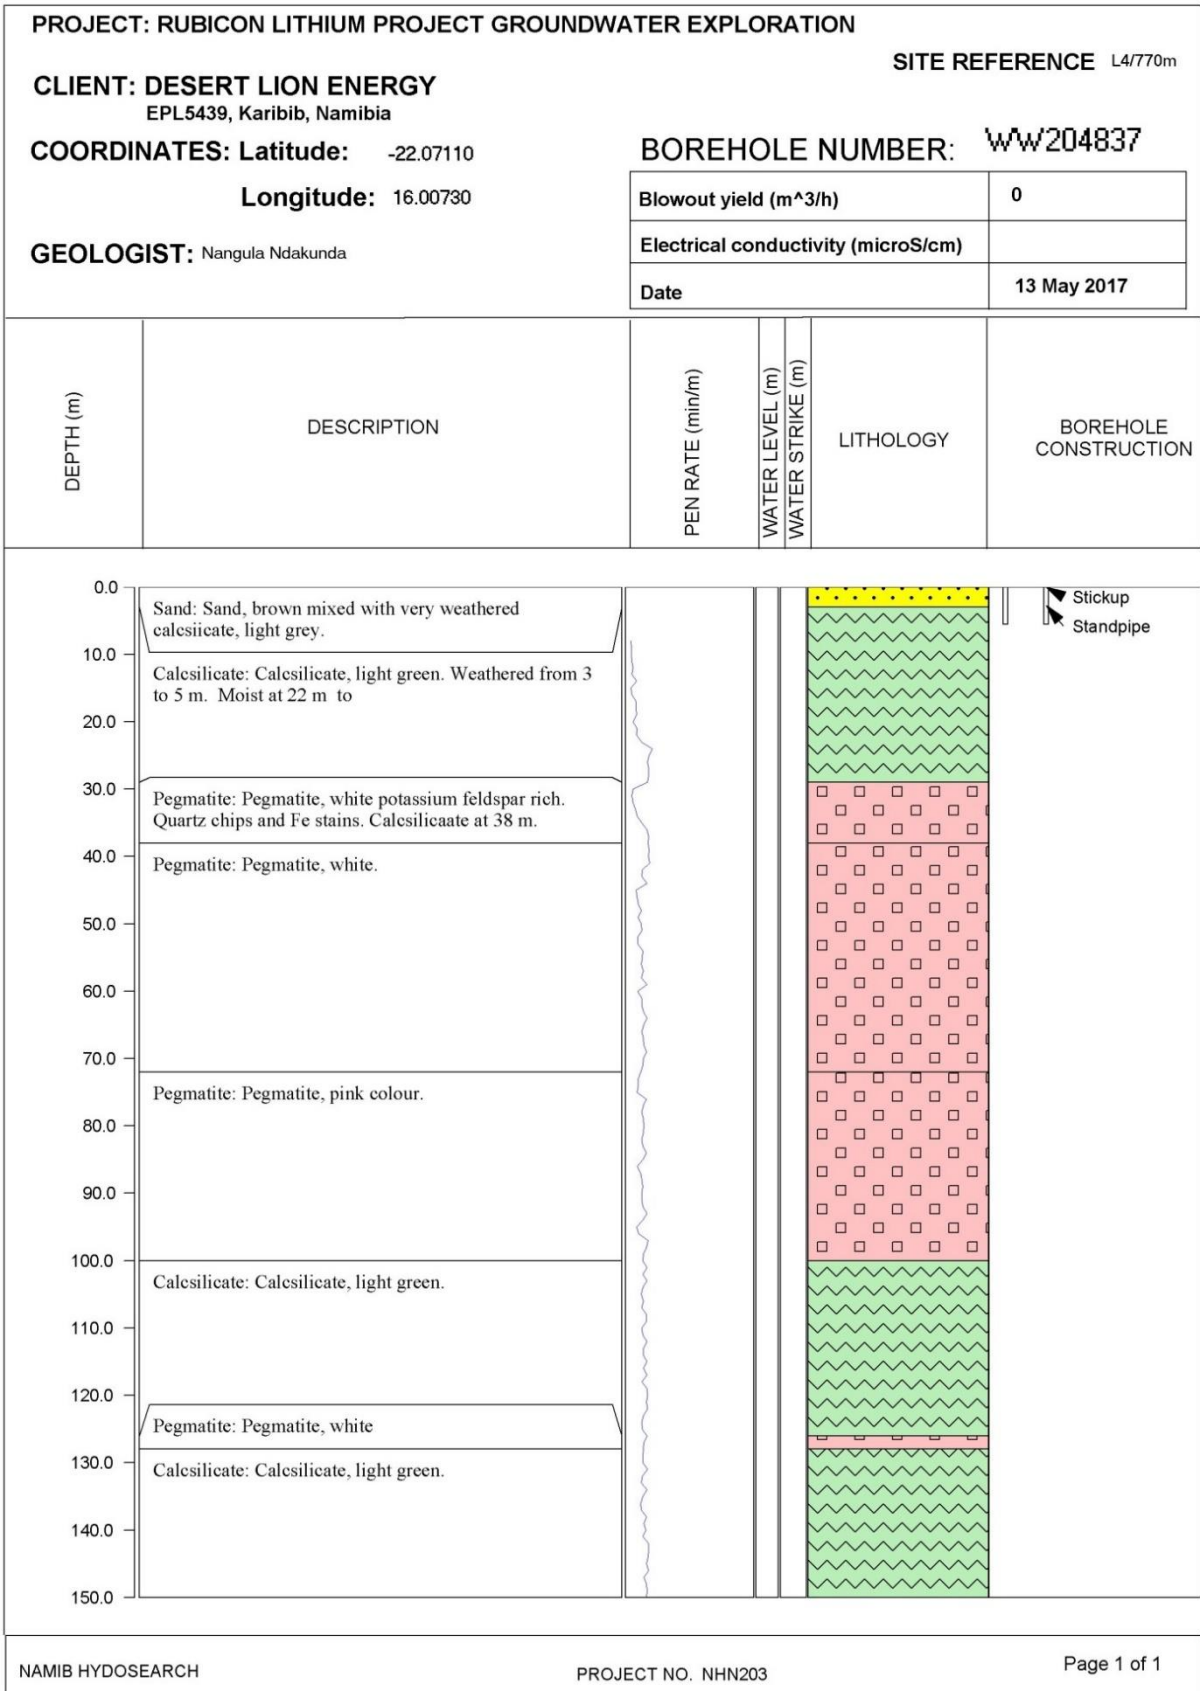 PROJECT: RUBICON LITHIUM PROJECT GROUNDWATER EXPLORATION
SITE REFERENCE L4/770m
CLIENT: DESERT LION ENERGY
EPL5439, Karibib, Namibia
COORDINATES: Latitude: -22.07110
BOREHOLE NUMBER: WW204837
Longitude: 16.00730
Blowout yield (m^3/h) 0
GEOLOGIST: Nangula Ndakunda
Electrical conductivity (microS/cm)
Date 13 May 2017
DEPTH (m)
DESCRIPTION
PEN RATE (min/m)
WATER LEVEL (m)
WATER STRIKE (m)
LITHOLOGY
BOREHOLE
CONSTRUCTION
0.0
Sand: Sand, brown mixed with very weathered
calcsiicate, light grey.
Stickup
Standpipe
10.0
Calcsilicate: Calcsilicate, light green. Weathered from 3
to 5 m. Moist at 22 m to
20.0
30.0
Pegmatite: Pegmatite, white potassium feldspar rich.
Quartz chips and Fe stains. Calcsilicaate at 38 m.
40.0
Pegmatite: Pegmatite, white.
50.0
60.0
70.0
Pegmatite: Pegmatite, pink colour.
80.0
90.0
100.0
Calcsilicate: Calcsilicate, light green.
110.0
120.0
Pegmatite: Pegmatite, white
130.0
Calcsilicate: Calcsilicate, light green.
140.0
150.0
NAMIB HYDOSEARCH
PROJECT NO. NHN203
Page 1 of 1